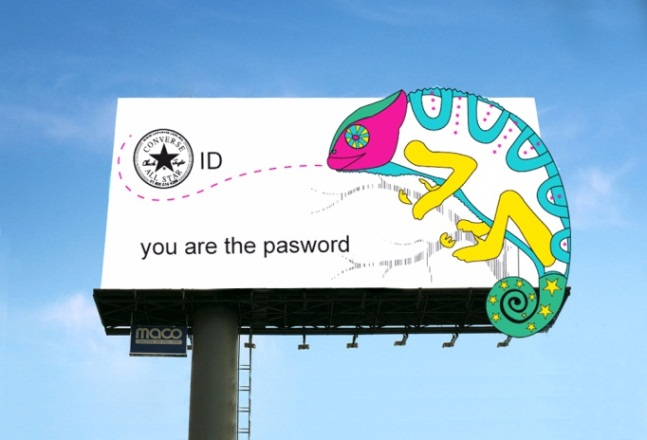 CONVERSE
ALL STAR
ID
you are the pasword
maco